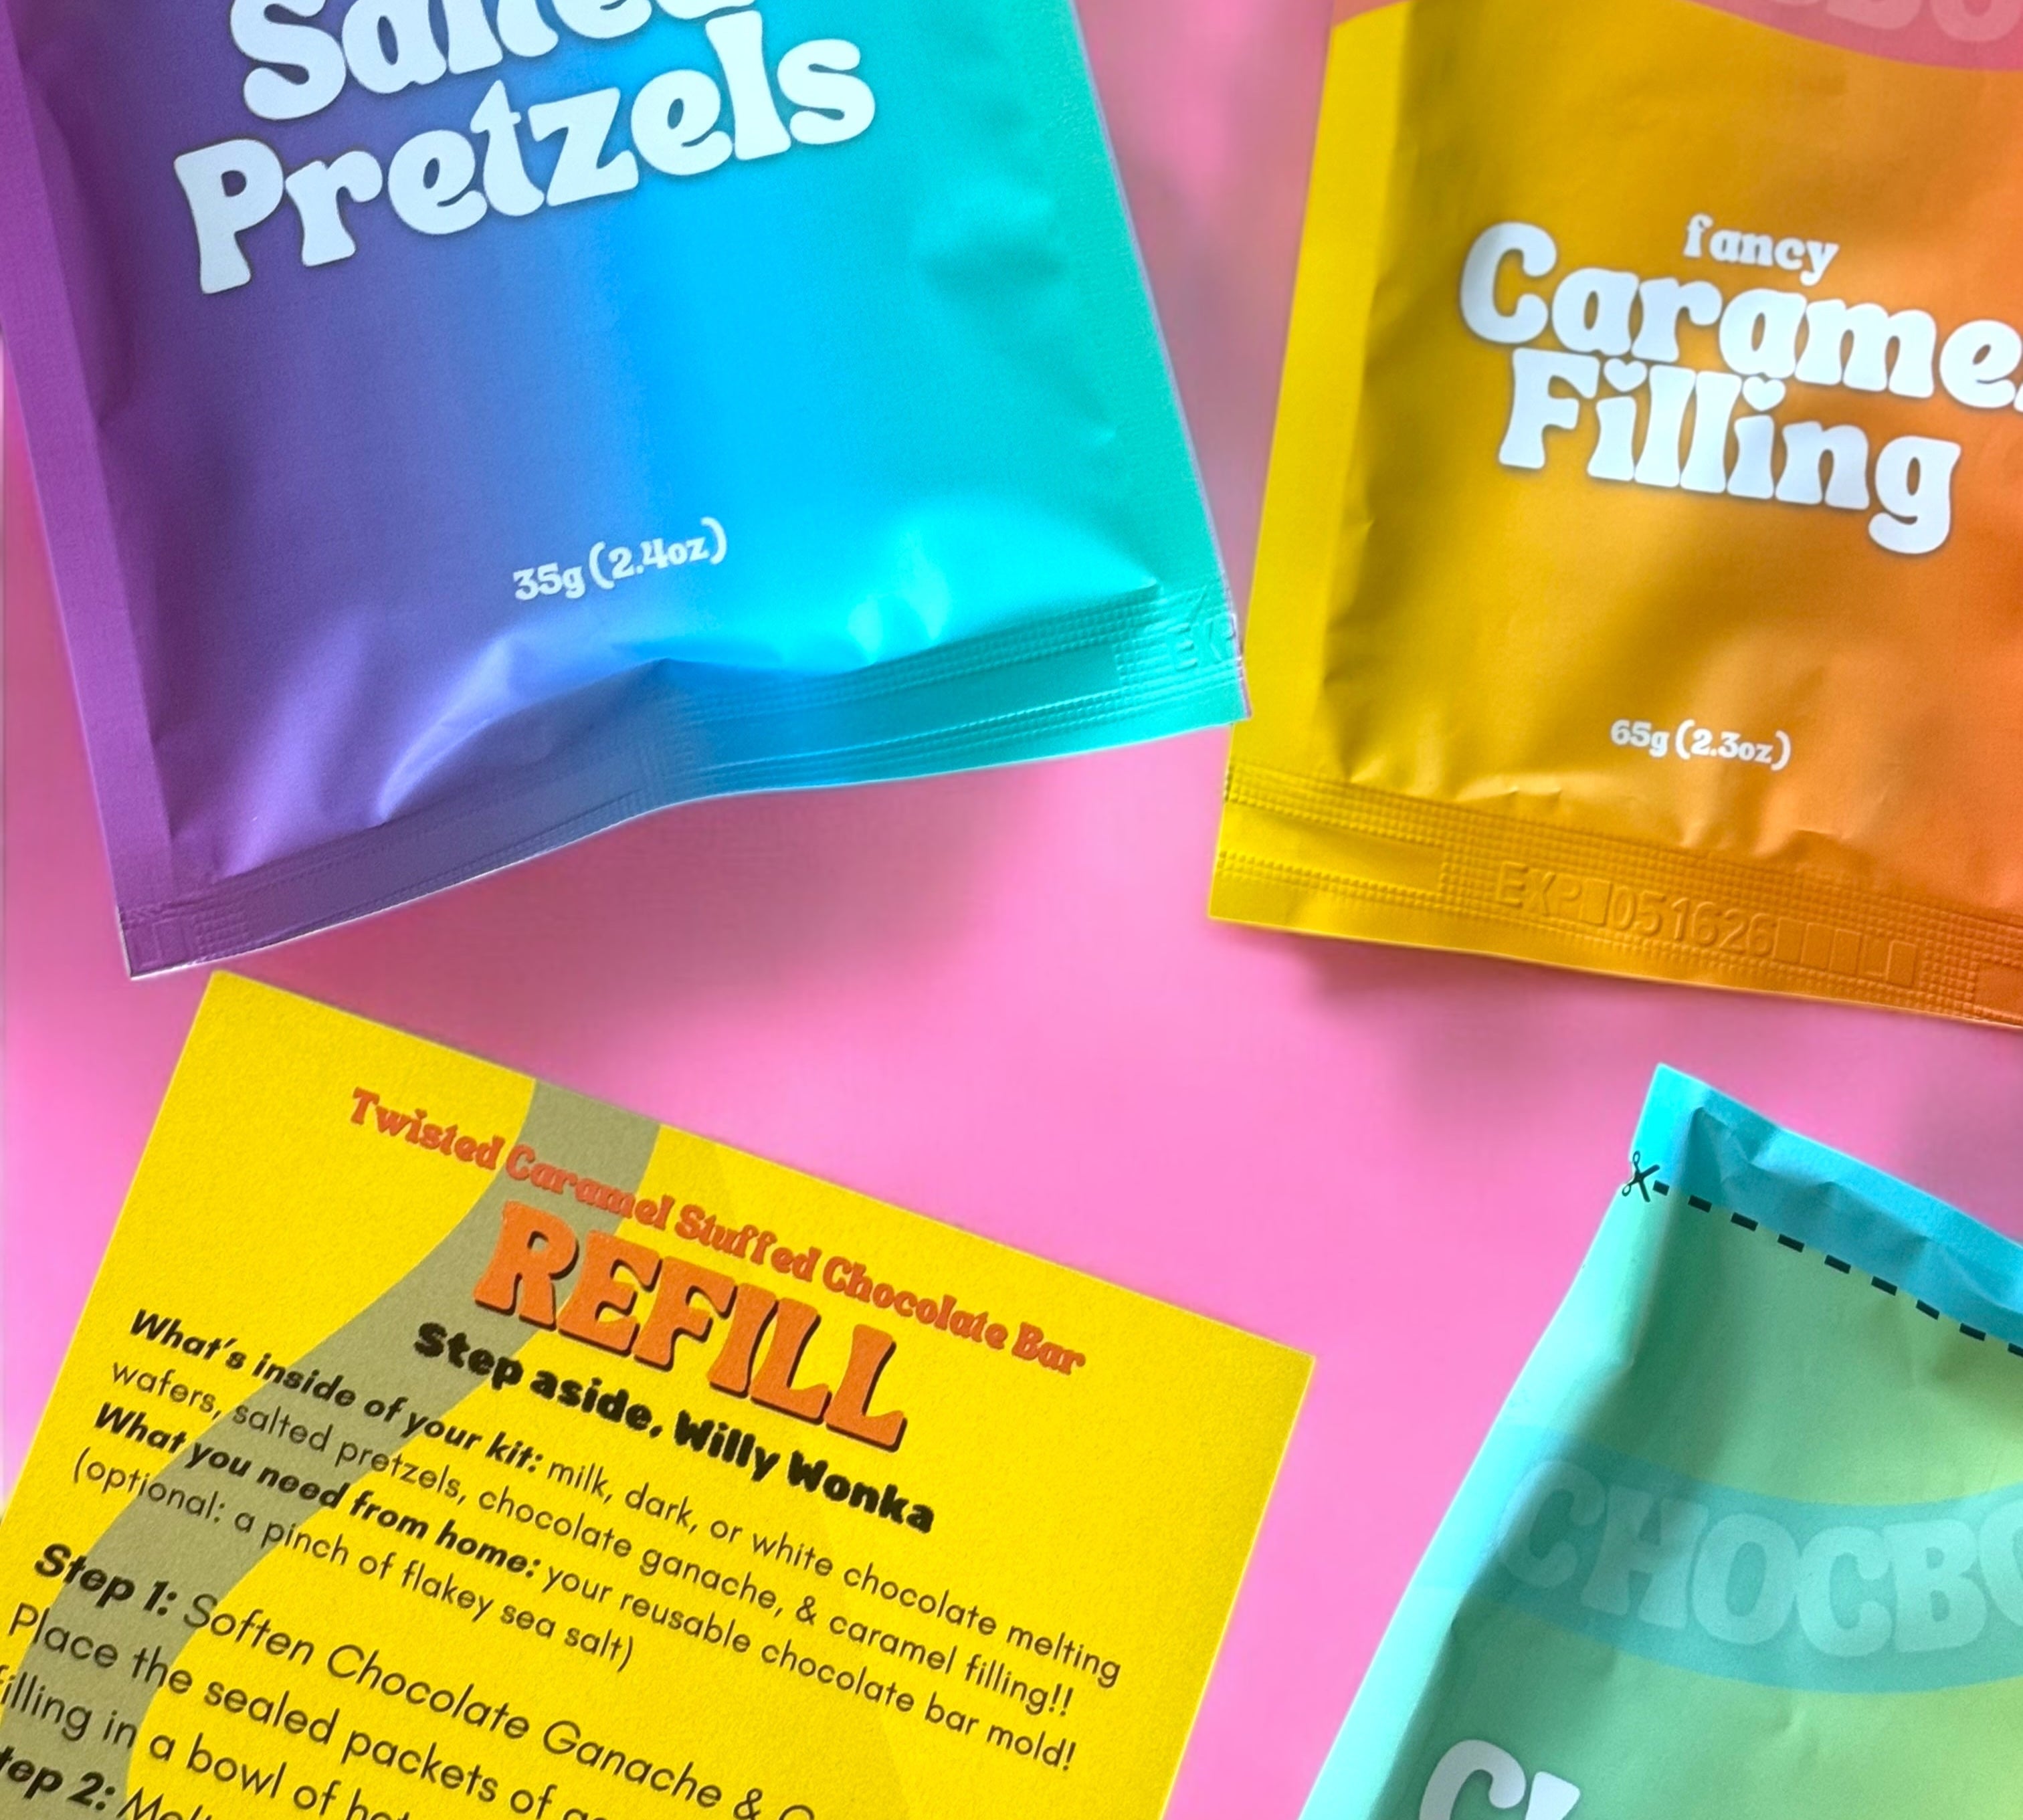 Salted
Pretzels
35g (2.4oz)
fancy
Caramel
Filling
65g (2.3oz)
EXP 051626
Twisted Caramel Stuffed Chocolate Bar
REFILL
Step aside, Willy Wonka
What's inside of your kit: milk, dark, or white chocolate melting
wafers, salted pretzels, chocolate ganache, & caramel filling!!
What you need from home: your reusable chocolate bar mold!
(optional: a pinch of flakey sea salt)
Step 1: Soften Chocolate Ganache &
Place the sealed packets of
filling in a bowl of
Step 2:
CHOCBO